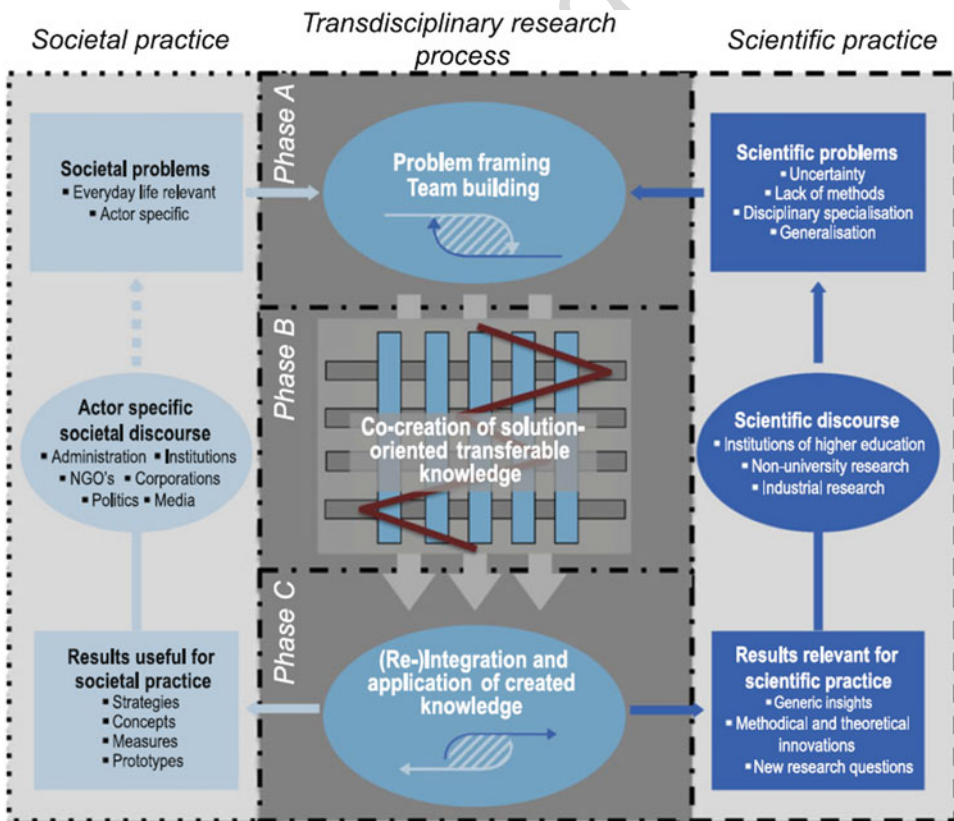 Societal practice
Transdisciplinary research
process
Scientific practice
Phase A
Societal problems
▪ Everyday life relevant
▪ Actor specific
Problem framing
Team building
Scientific problems
▪ Uncertainty
▪ Lack of methods
▪ Disciplinary specialisation
▪ Generalisation
Phase B
Actor specific
societal discourse
▪ Administration ▪ Institutions
▪ NGO's ▪ Corporations
▪ Politics ▪ Media
Co-creation of solution-
oriented transferable
knowledge
Scientific discourse
▪ Institutions of higher education
▪ Non-university research
▪ Industrial research
Phase C
Results useful for
societal practice
▪ Strategies
▪ Concepts
▪ Measures
▪ Prototypes
(Re-)Integration and
application of created
knowledge
Results relevant for
scientific practice
▪ Generic insights
▪ Methodical and theoretical
innovations
▪ New research questions